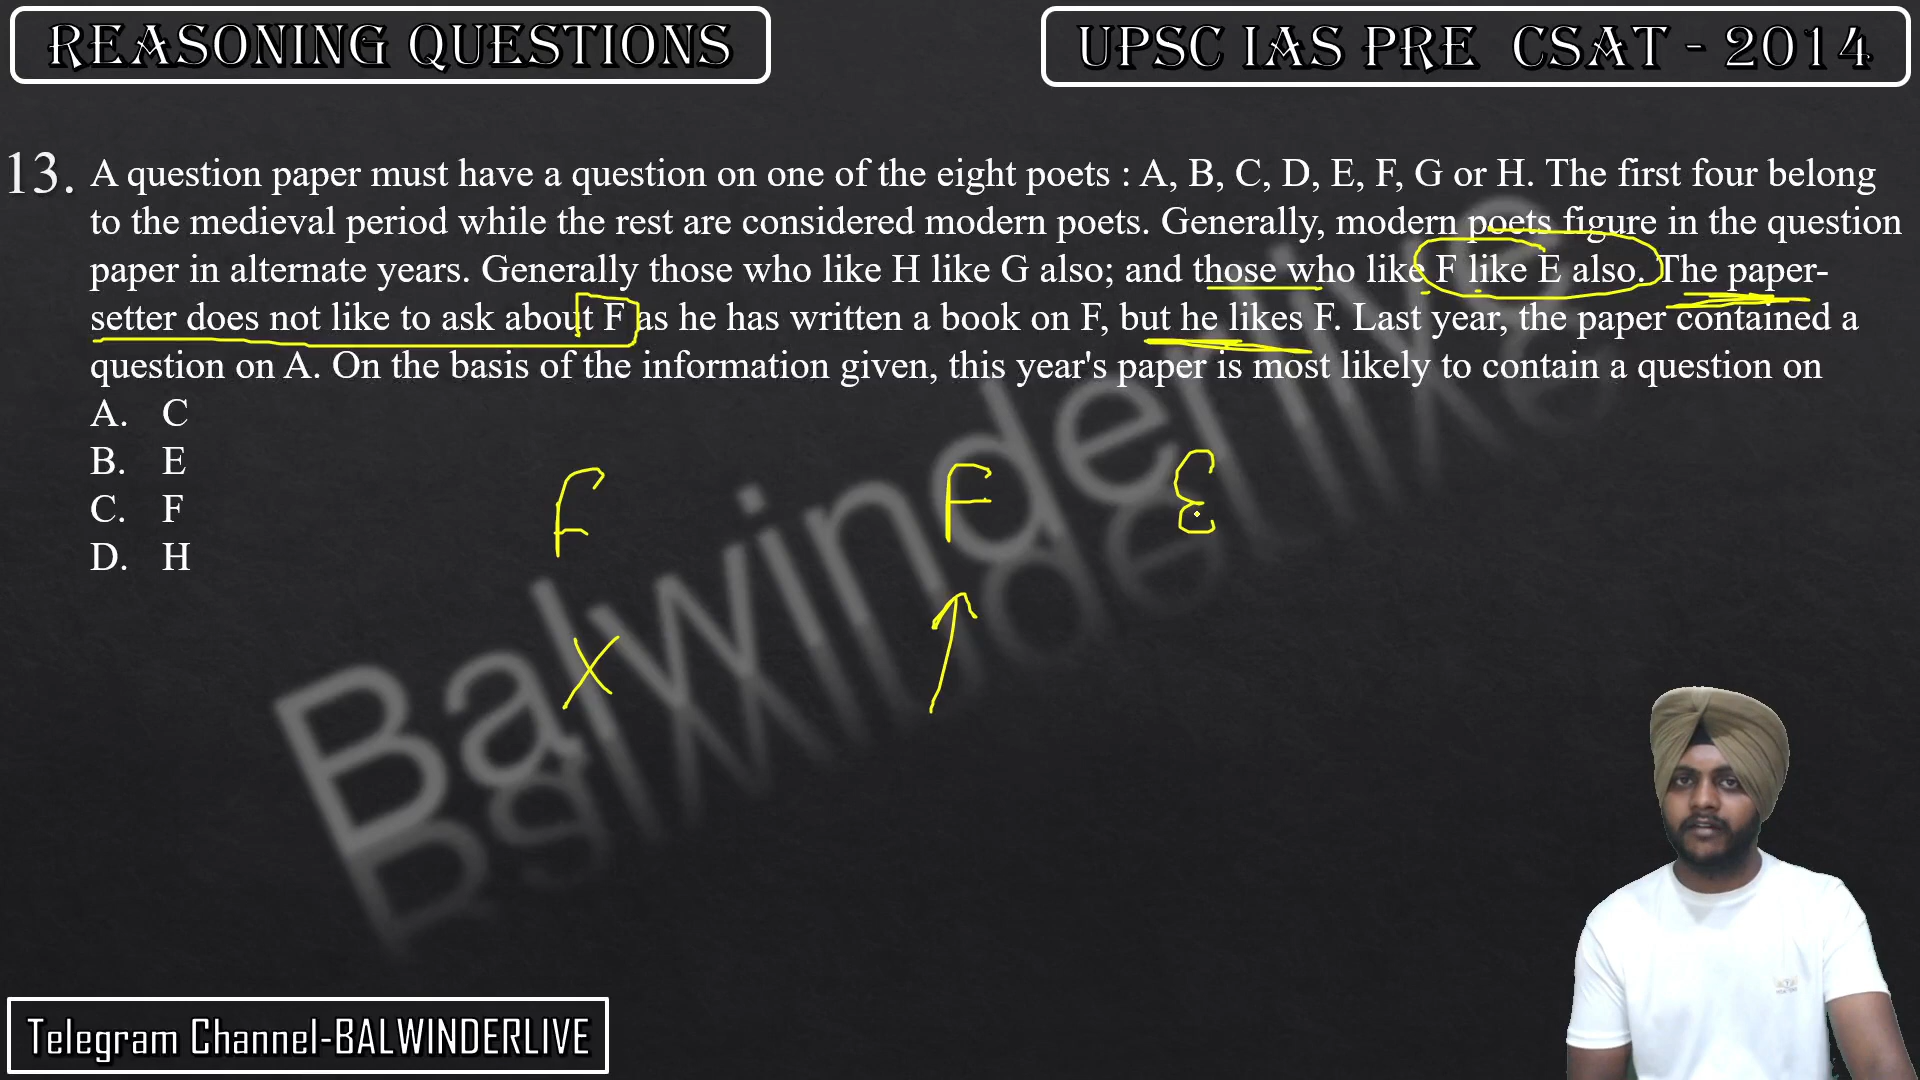 REASONING QUESTIONS
UPSC IAS PRE CSAT - 2014
13. A question paper must have a question on one of the eight poets : A, B, C, D, E, F, G or H. The first four belong
to the medieval period while the rest are considered modern poets. Generally, modern poets figure in the question
paper in alternate years. Generally those who like H like G also; and those who like F like E also. The paper-
setter does not like to ask about F as he has written a book on F, but he likes F. Last year, the paper contained a
question on A. On the basis of the information given, this year's paper is most likely to contain a question on
A. C
B. E
C. F
D. H
F F E
X
Balwinder live
Telegram Channel-BALWINDERLIVE